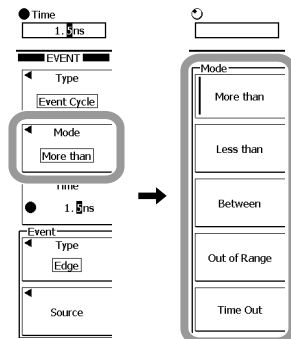 Time
1.5ns
EVENT
Type
Event Cycle
Mode
More than
Time
1.5ns
Event
Type
Edge
Source
Mode
More than
Less than
Between
Out of Range
Time Out